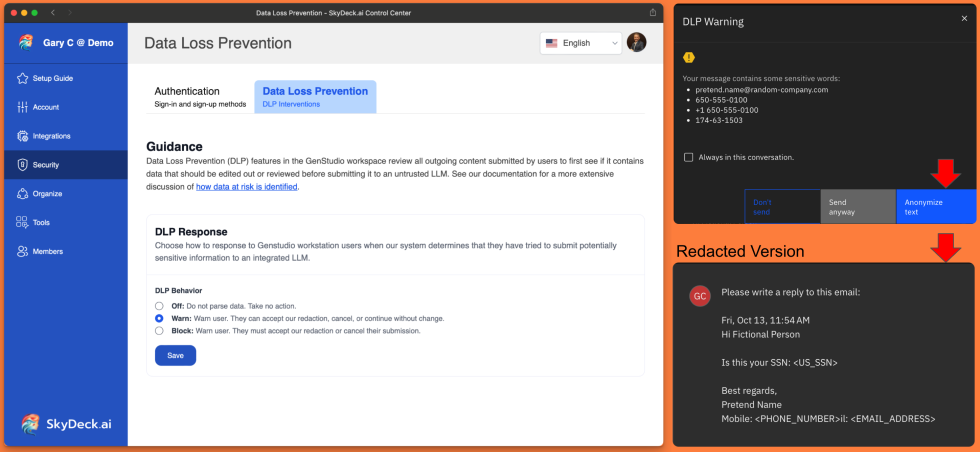 Data Loss Prevention - SkyDeck.ai Control Center
Gary C @ Demo
Setup Guide
Account
Integrations
Security
Organize
Tools
Members
SkyDeck.ai
Data Loss Prevention
English
Authentication
Sign-in and sign-up methods
Data Loss Prevention
DLP Interventions
Guidance
Data Loss Prevention (DLP) features in the GenStudio workspace review all outgoing content submitted by users to first see if it contains
data that should be edited out or reviewed before submitting it to an untrusted LLM. See our documentation for a more extensive
discussion of how data at risk is identified.
DLP Response
Choose how to response to Genstudio workstation users when our system determines that they have tried to submit potentially
sensitive information to an integrated LLM.
DLP Behavior
Off: Do not parse data. Take no action.
Warn: Warn user. They can accept our redaction, cancel, or continue without change.
Block: Warn user. They must accept our redaction or cancel their submission.
Save
DLP Warning
Your message contains some sensitive words:
• pretend.name@random-company.com
• 650-555-0100
• +1 650-555-0100
• 174-63-1503
Always in this conversation.
Don't
send
Send
anyway
Anonymize
text
Redacted Version
GC
Please write a reply to this email:
Fri, Oct 13, 11:54 AM
Hi Fictional Person
Is this your SSN: <US_SSN>
Best regards,
Pretend Name
Mobile: <PHONE_NUMBER>il: <EMAIL_ADDRESS>